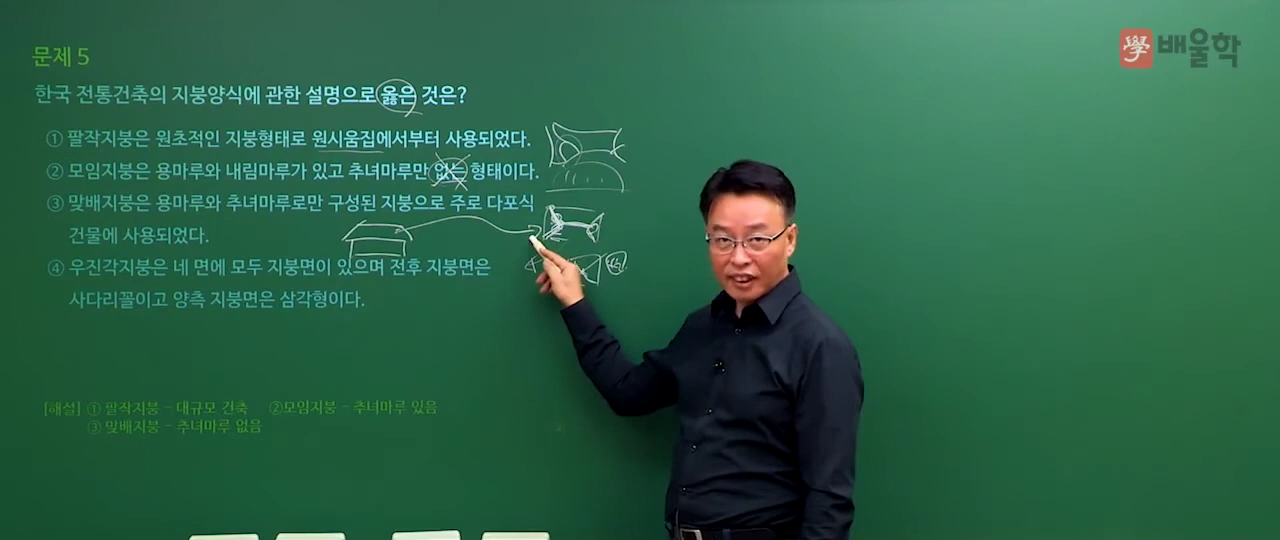 學 배울학
문제 5
한국 전통건축의 지붕양식에 관한 설명으로 옳은 것은?
① 팔작지붕은 원초적인 지붕형태로 원시움집에서부터 사용되었다.
② 모임지붕은 용마루와 내림마루가 있고 추녀마루만 없는 형태이다.
③ 맞배지붕은 용마루와 추녀마루로만 구성된 지붕으로 주로 다포식
건물에 사용되었다.
④ 우진각지붕은 네 면에 모두 지붕면이 있으며 전후 지붕면은
사다리꼴이고 양측 지붕면은 삼각형이다.
[해설] ① 팔작지붕 - 대규모 건축 ②모임지붕 - 추녀마루 있음
③ 맞배지붕 - 추녀마루 없음